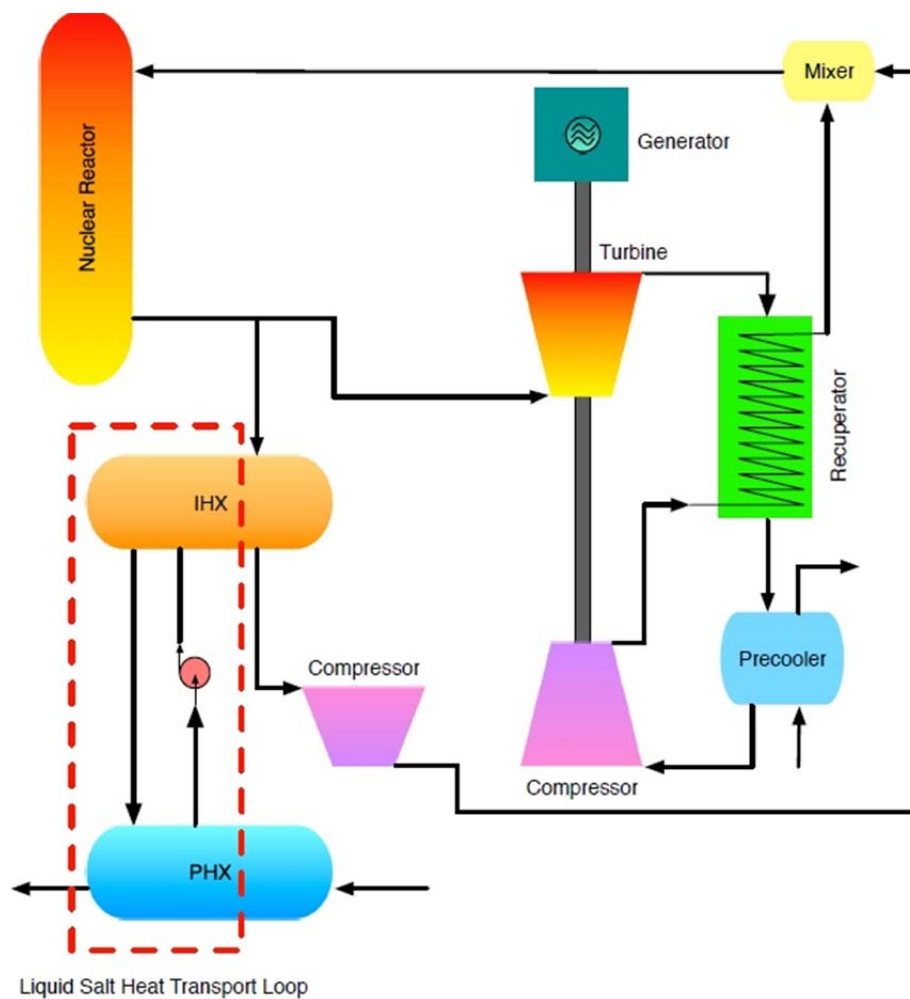 Mixer
Nuclear Reactor
Generator
Turbine
Recuperator
IHX
Precooler
Compressor
Compressor
PHX
Liquid Salt Heat Transport Loop